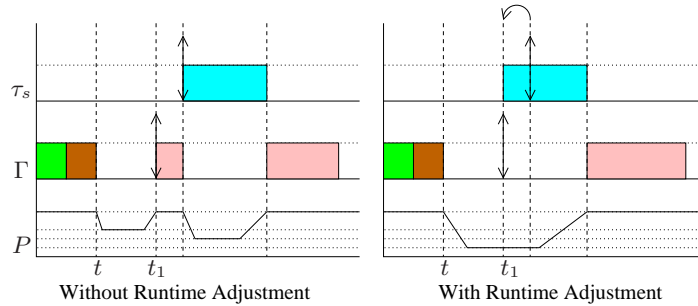 τs
Γ
P
t t1
t t1
Without Runtime Adjustment
With Runtime Adjustment